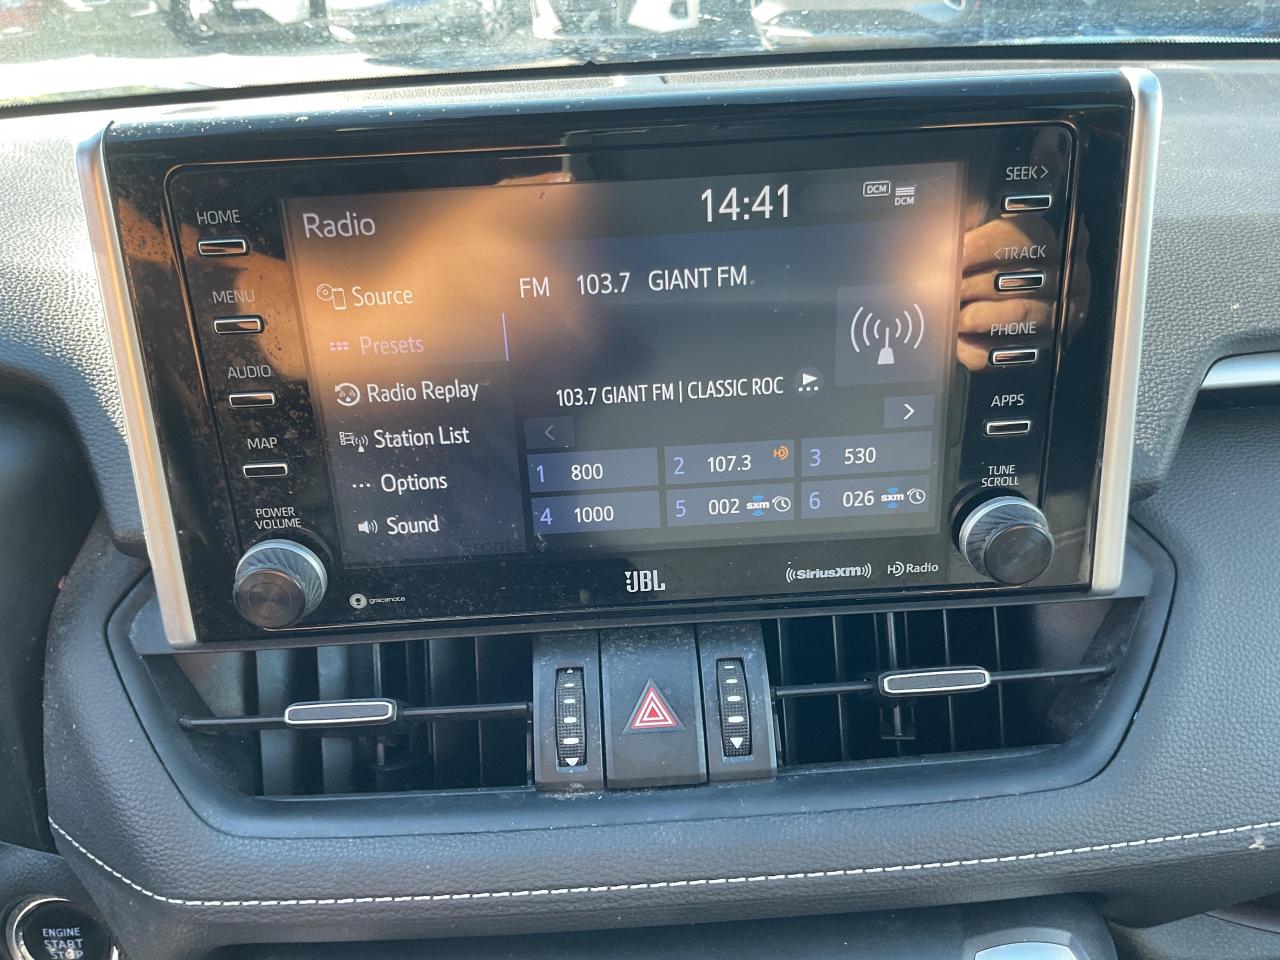 HOME
MENU
AUDIO
MAP
POWER
VOLUME
Radio
14:41
DCM
DCM
Source
Presets
Radio Replay
Station List
Options
Sound
FM 103.7 GIANT FM
103.7 GIANT FM | CLASSIC ROC
<
>
1 800
2 107.3 HD
3 530
4 1000
5 002 sxm
6 026 sxm
SEEK>
<TRACK
PHONE
APPS
TUNE
SCROLL
gracenote
JBL
((SiriusXM))
HD Radio
ENGINE
START
STOP